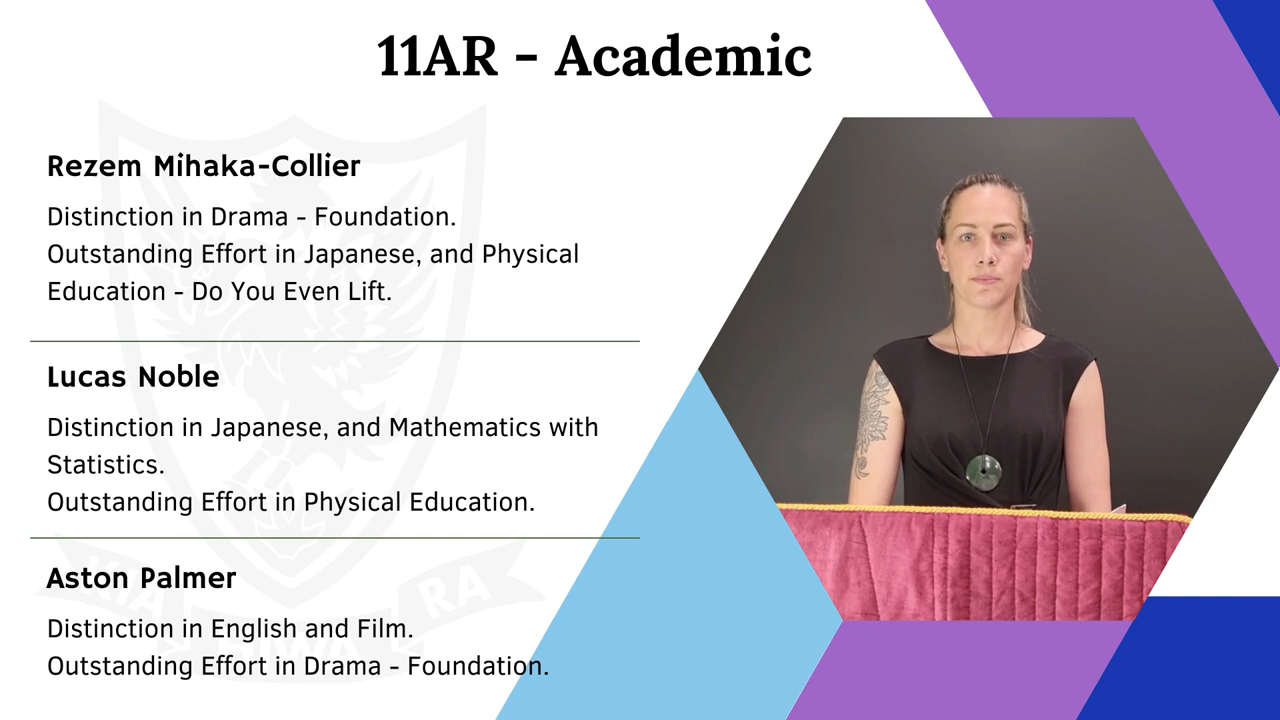 11AR - Academic
Rezem Mihaka-Collier
Distinction in Drama - Foundation.
Outstanding Effort in Japanese, and Physical
Education - Do You Even Lift.
Lucas Noble
Distinction in Japanese, and Mathematics with
Statistics.
Outstanding Effort in Physical Education.
Aston Palmer
Distinction in English and Film.
Outstanding Effort in Drama - Foundation.
KIA
RA